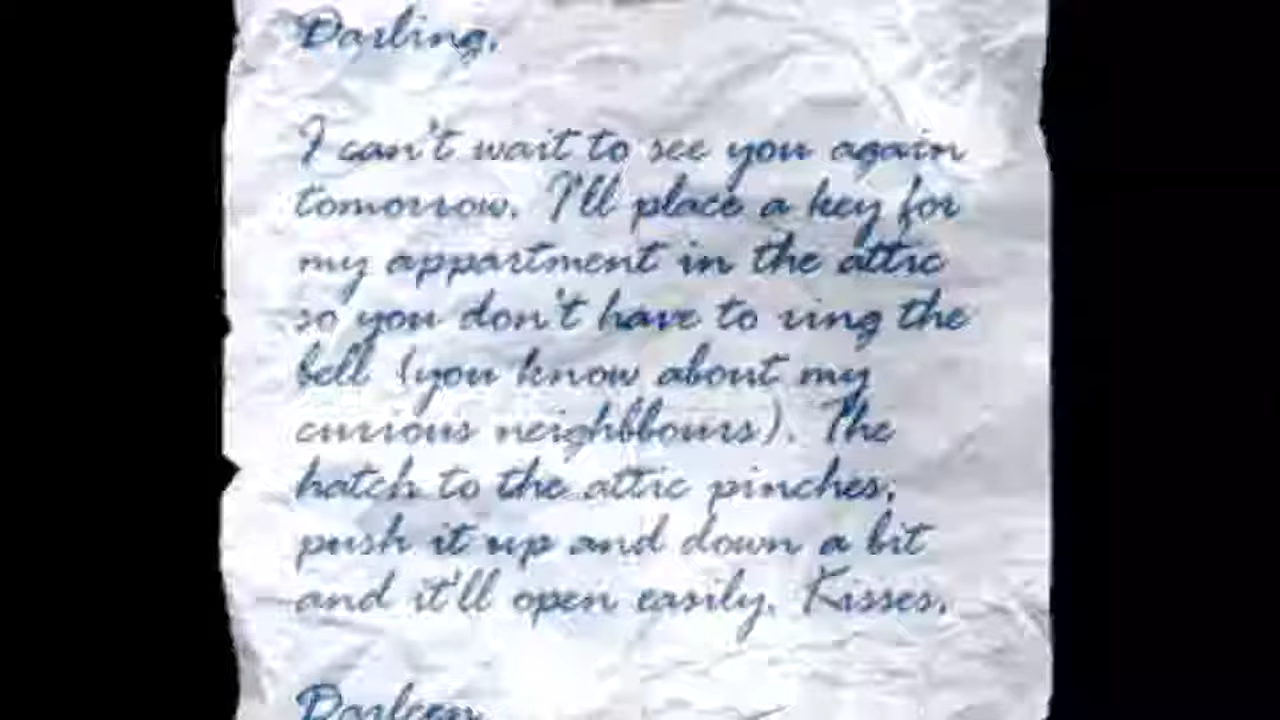 Darling,
I can't wait to see you again
tomorrow. I'll place a key for
my appartment in the attic
so you don't have to ring the
bell (you know about my
curious neighbbours). The
hatch to the attic pinches;
push it up and down a bit
and it'll open easily. Kisses,
Darleen